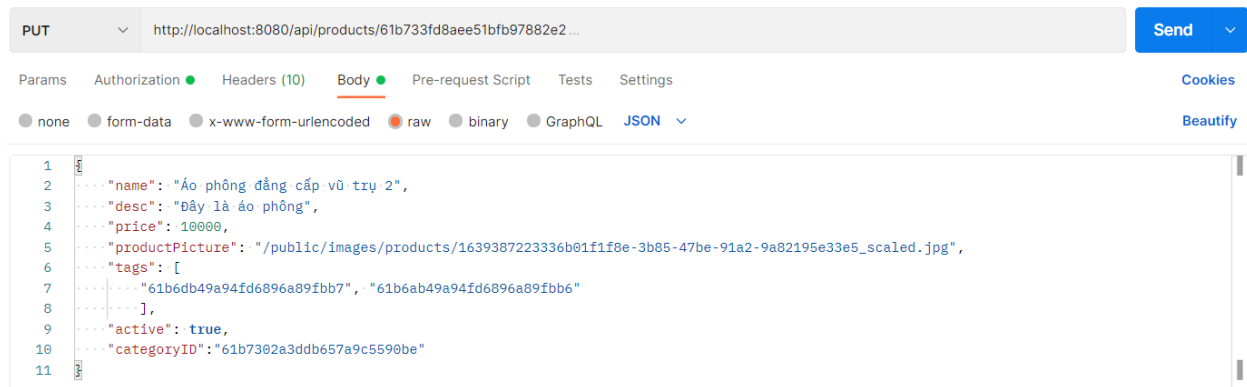 PUT http://localhost:8080/api/products/61b733fd8aee51bfb97882e2 ... Send
Params Authorization Headers (10) Body Pre-request Script Tests Settings Cookies
none form-data x-www-form-urlencoded raw binary GraphQL JSON Beautify
1 {
2 "name": "Áo phông đẳng cấp vũ trụ 2",
3 "desc": "Đây là áo phông",
4 "price": 10000,
5 "productPicture": "/public/images/products/1639387223336b01f1f8e-3b85-47be-91a2-9a82195e33e5_scaled.jpg",
6 "tags": [
7 "61b6db49a94fd6896a89fbb7", "61b6ab49a94fd6896a89fbb6"
8 ],
9 "active": true,
10 "categoryID":"61b7302a3ddb657a9c5590be"
11 }